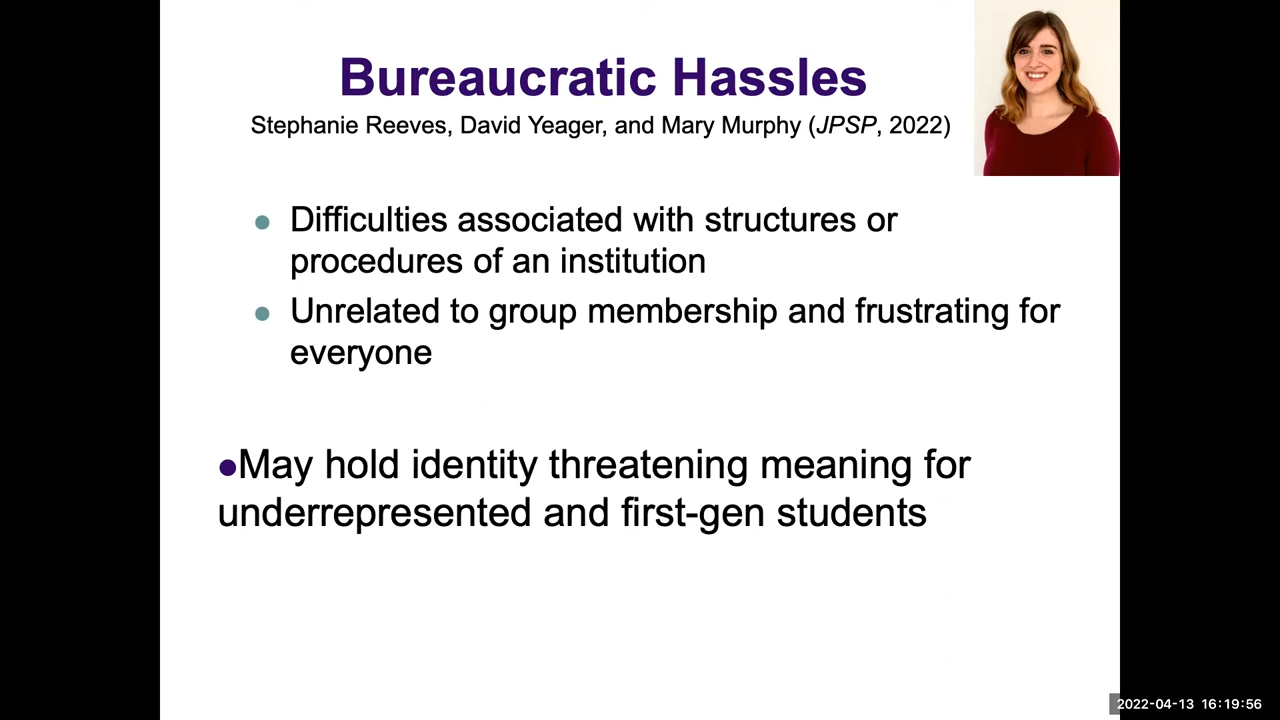 Bureaucratic Hassles
Stephanie Reeves, David Yeager, and Mary Murphy (JPSP, 2022)
● Difficulties associated with structures or
procedures of an institution
● Unrelated to group membership and frustrating for
everyone
●May hold identity threatening meaning for
underrepresented and first-gen students
2022-04-13 16:19:56